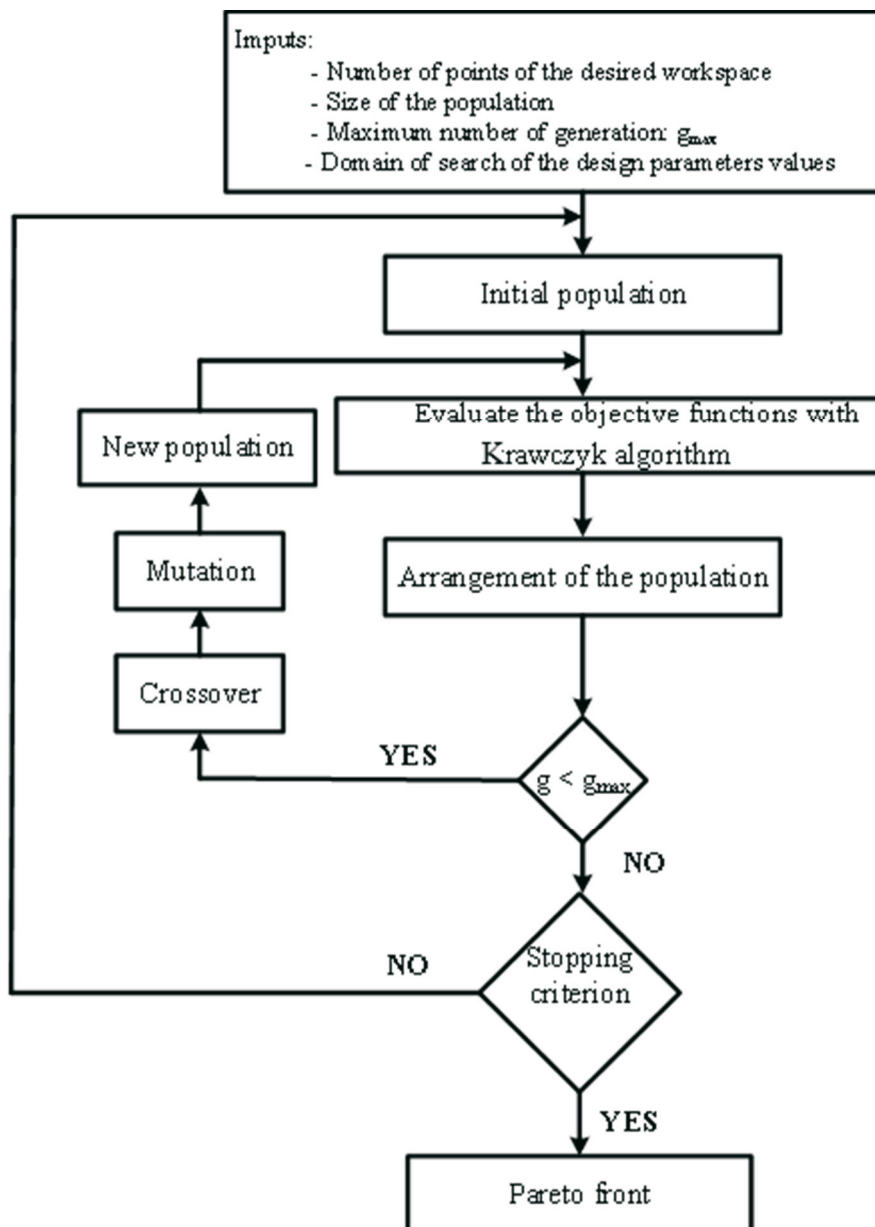 Imputs:
- Number of points of the desired workspace
- Size of the population
- Maximum number of generation: gmax
- Domain of search of the design parameters values
Initial population
Evaluate the objective functions with
Krawczyk algorithm
New population
Arrangement of the population
Mutation
Crossover
YES
g < gmax
NO
NO
Stopping
criterion
YES
Pareto front